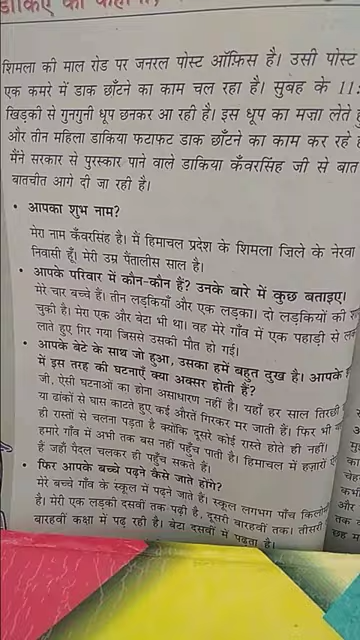 डाकिए की कहानी,
शिमला की माल रोड पर जनरल पोस्ट ऑफ़िस है। उसी पोस्ट
एक कमरे में डाक छाँटने का काम चल रहा है। सुबह के 11:
खिड़की से गुनगुनी धूप छनकर आ रही है। इस धूप का मज़ा लेते
और तीन महिला डाकिया फटाफट डाक छाँटने का काम कर रहे
मैंने सरकार से पुरस्कार पाने वाले डाकिया कँवरसिंह जी से बात
बातचीत आगे दी जा रही है।
• आपका शुभ नाम?
मेरा नाम कँवरसिंह है। मैं हिमाचल प्रदेश के शिमला ज़िले के नेरवा
निवासी हूँ। मेरी उम्र पैंतालीस साल है।
• आपके परिवार में कौन-कौन हैं? उनके बारे में कुछ बताइए।
मेरे चार बच्चे हैं। तीन लड़कियाँ और एक लड़का। दो लड़कियों की
चुकी है। मेरा एक और बेटा भी था। वह मेरे गाँव में एक पहाड़ी से
लाते हुए गिर गया जिससे उसकी मौत हो गई।
• आपके बेटे के साथ जो हुआ, उसका हमें बहुत दुख है। आपके
में इस तरह की घटनाएँ क्या अक्सर होती हैं?
जी, ऐसी घटनाओं का होना असाधारण नहीं है। यहाँ हर साल तिरछी
या ढांकों से घास काटते हुए कई औरतें गिरकर मर जाती हैं। फिर भी
ही रास्तों से चलना पड़ता है क्योंकि दूसरे कोई रास्ते होते ही नहीं।
हमारे गाँव में अभी तक बस नहीं पहुँच पाती है। हिमाचल में हज़ारों
हैं जहाँ पैदल चलकर ही पहुँच सकते हैं।
• फिर आपके बच्चे पढ़ने कैसे जाते होंगे?
मेरे बच्चे गाँव के स्कूल में पढ़ने जाते हैं। स्कूल लगभग पाँच
है। मेरी एक लड़की दसवीं तक पढ़ी है, दूसरी बारहवीं तक। तीसरी
बारहवीं कक्षा में पढ़ रही है। बेटा दसवीं में पढ़ता है।